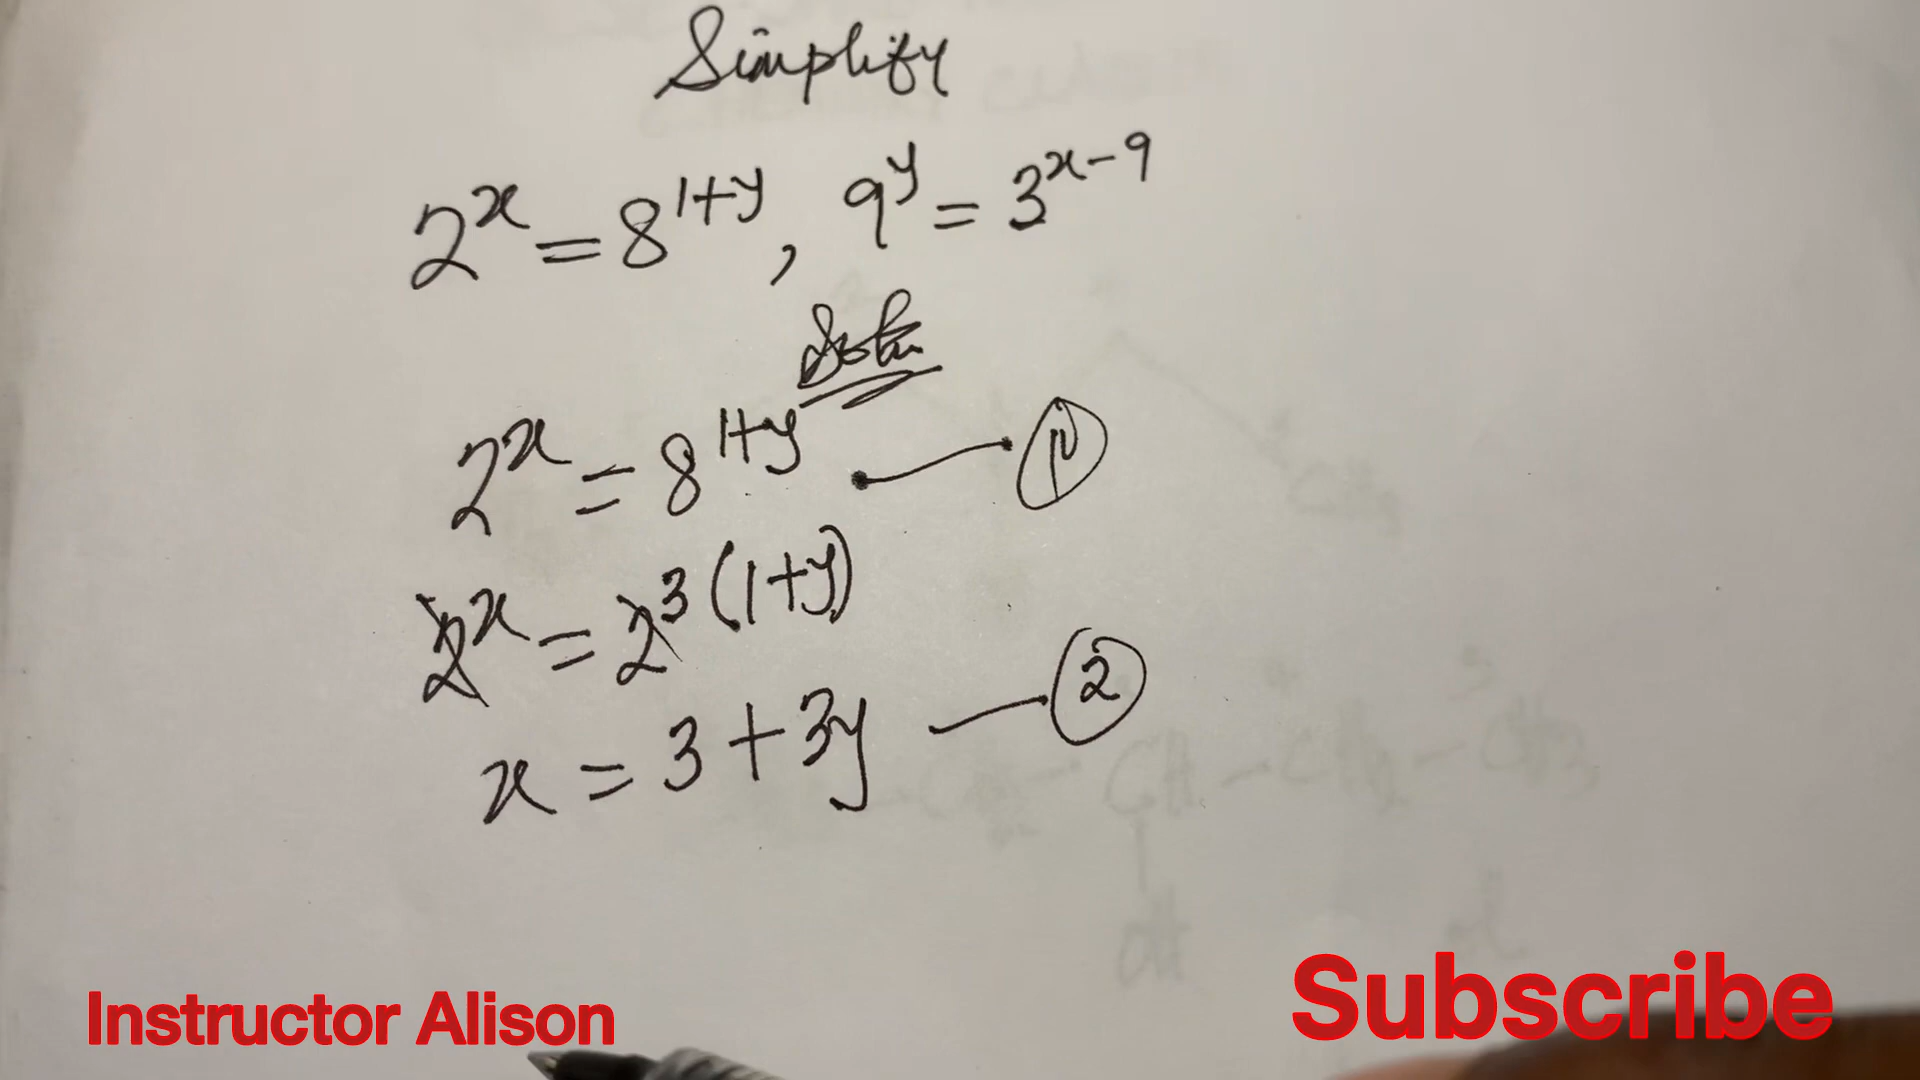 Simplify
2^x = 8^(1+y), 9^y = 3^(x-9)
Soln
2^x = 8^(1+y) — 1
2^x = 2^3(1+y)
x = 3 + 3y — 2
Instructor Alison
Subscribe